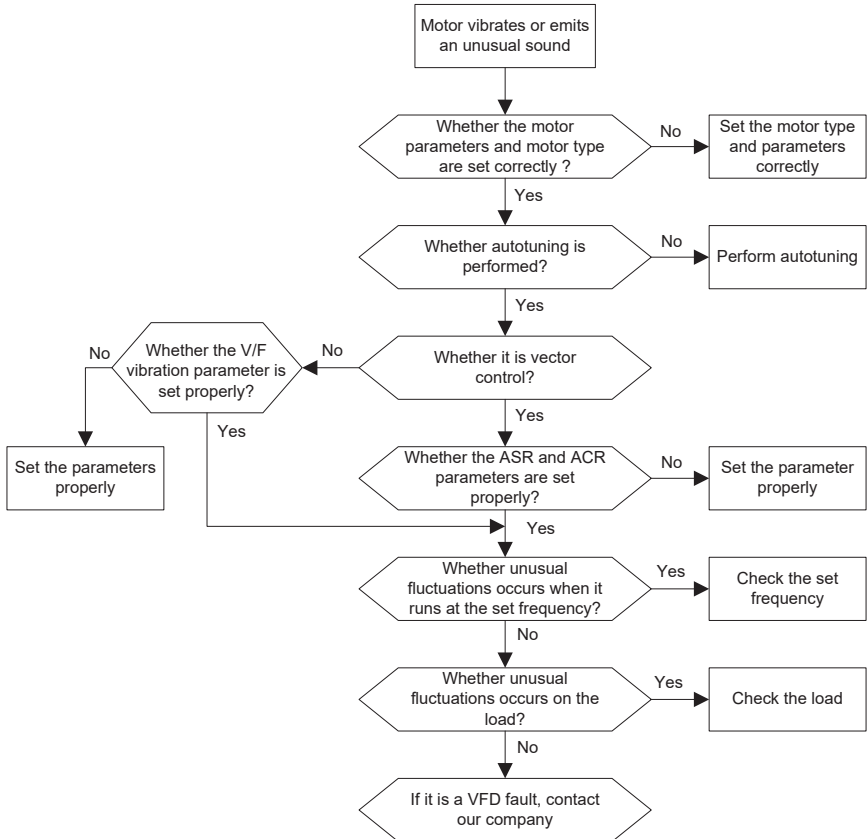 Motor vibrates or emits
an unusual sound
Whether the motor
parameters and motor type
are set correctly ?
No
Set the motor type
and parameters
correctly
Yes
Whether autotuning is
performed?
No
Perform autotuning
Yes
Whether it is vector
control?
No
Whether the V/F
vibration parameter is
set properly?
No
Set the parameters
properly
Yes
Yes
Whether the ASR and ACR
parameters are set
properly?
No
Set the parameter
properly
Yes
Whether unusual
fluctuations occurs when it
runs at the set frequency?
Yes
Check the set
frequency
No
Whether unusual
fluctuations occurs on the
load?
Yes
Check the load
No
If it is a VFD fault, contact
our company